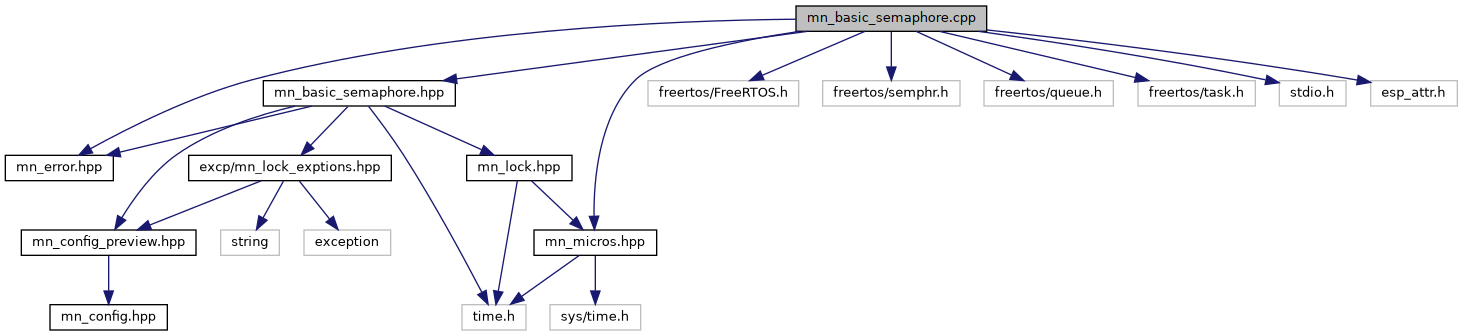 mn_basic_semaphore.cpp
mn_basic_semaphore.hpp
freertos/FreeRTOS.h
freertos/semphr.h
freertos/queue.h
freertos/task.h
stdio.h
esp_attr.h
mn_error.hpp
excp/mn_lock_exptions.hpp
mn_lock.hpp
mn_config_preview.hpp
string
exception
mn_micros.hpp
mn_config.hpp
time.h
sys/time.h